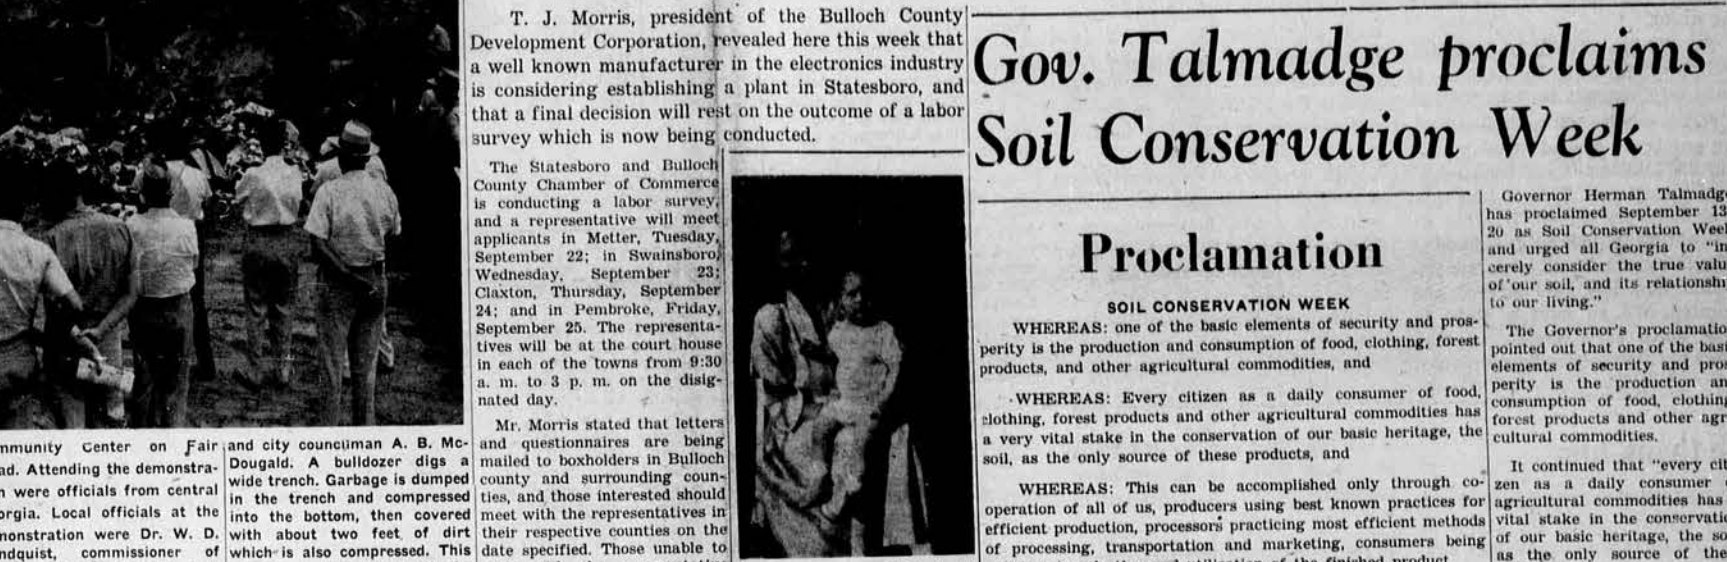 mmunity Center on Fair
ad. Attending the demonstra-
n were officials from central
orgia. Local officials at the
monstration were Dr. W. D.
ndquist, commissioner of
and city councilman A. B. Mc-
Dougald. A bulldozer digs a
wide trench. Garbage is dumped
in the trench and compressed
into the bottom, then covered
with about two feet of dirt
which is also compressed. This
T. J. Morris, president of the Bulloch County
Development Corporation, revealed here this week that
a well known manufacturer in the electronics industry
is considering establishing a plant in Statesboro, and
that a final decision will rest on the outcome of a labor
survey which is now being conducted.
The Statesboro and Bulloch
County Chamber of Commerce
is conducting a labor survey,
and a representative will meet
applicants in Metter, Tuesday,
September 22; in Swainsboro,
Wednesday, September 23;
Claxton, Thursday, September
24; and in Pembroke, Friday,
September 25. The representa-
tives will be at the court house
in each of the towns from 9:30
a. m. to 3 p. m. on the disig-
nated day.
Mr. Morris stated that letters
and questionnaires are being
mailed to boxholders in Bulloch
county and surrounding coun-
ties, and those interested should
meet with the representatives in
their respective counties on the
date specified. Those unable to
Gov. Talmadge proclaims
Soil Conservation Week
Proclamation
SOIL CONSERVATION WEEK
WHEREAS: one of the basic elements of security and pros-
perity is the production and consumption of food, clothing, forest
products, and other agricultural commodities, and
WHEREAS: Every citizen as a daily consumer of food,
clothing, forest products and other agricultural commodities has
a very vital stake in the conservation of our basic heritage, the
soil, as the only source of these products, and
WHEREAS: This can be accomplished only through co-
operation of all of us, producers using best known practices for
efficient production, processors practicing most efficient methods
of processing, transportation and marketing, consumers being
of the finished product
Governor Herman Talmadge
has proclaimed September 13
20 as Soil Conservation Week
and urged all Georgia to "in
cerely consider the true valu
of our soil, and its relationshi
to our living."
The Governor's proclamatio
pointed out that one of the basi
elements of security and pros
perity is the production an
consumption of food, clothing
forest products and other agri
cultural commodities.
It continued that "every cit
zen as a daily consumer
agricultural commodities has
vital stake in the conservati
of our basic heritage, the so
as the only source of the